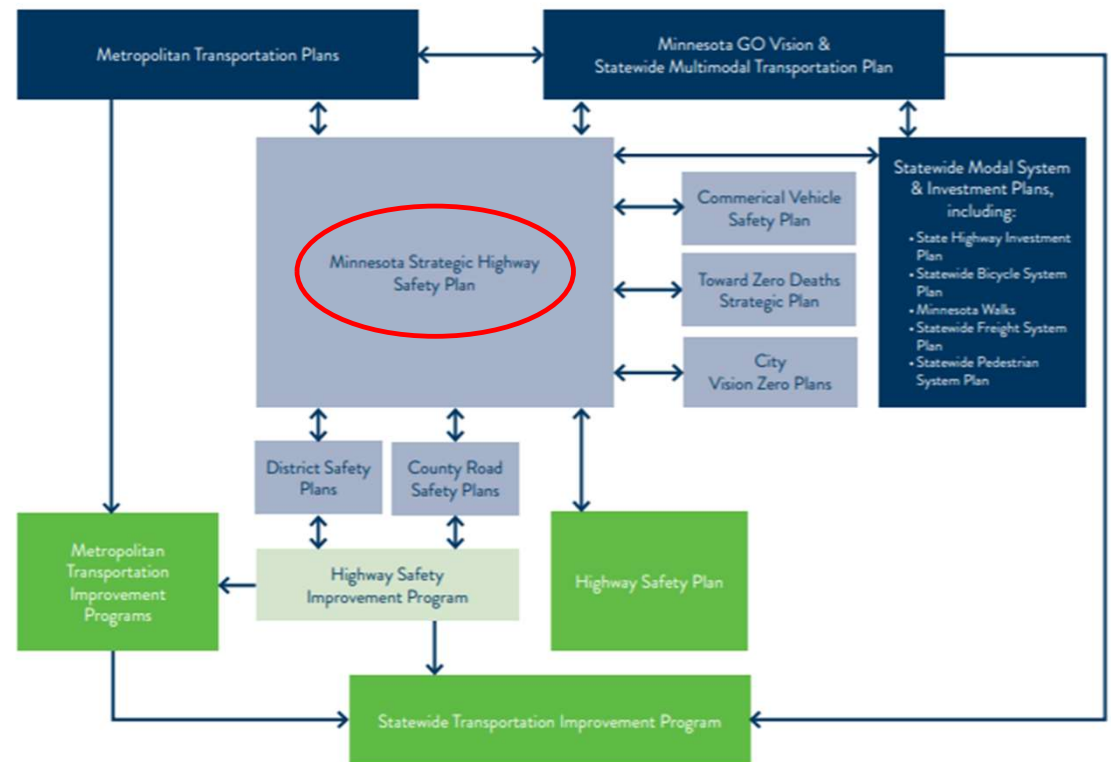 Metropolitan Transportation Plans
Minnesota GO Vision &
Statewide Multimodal Transportation Plan
Minnesota Strategic Highway
Safety Plan
Commerical Vehicle
Safety Plan
Toward Zero Deaths
Strategic Plan
City
Vision Zero Plans
Statewide Modal System
& Investment Plans,
including:
• State Highway Investment
Plan
• Statewide Bicycle System
Plan
• Minnesota Walks
• Statewide Freight System
Plan
• Statewide Pedestrian
System Plan
District Safety
Plans
County Road
Safety Plans
Metropolitan
Transportation
Improvement
Programs
Highway Safety
Improvement Program
Highway Safety Plan
Statewide Transportation Improvement Program